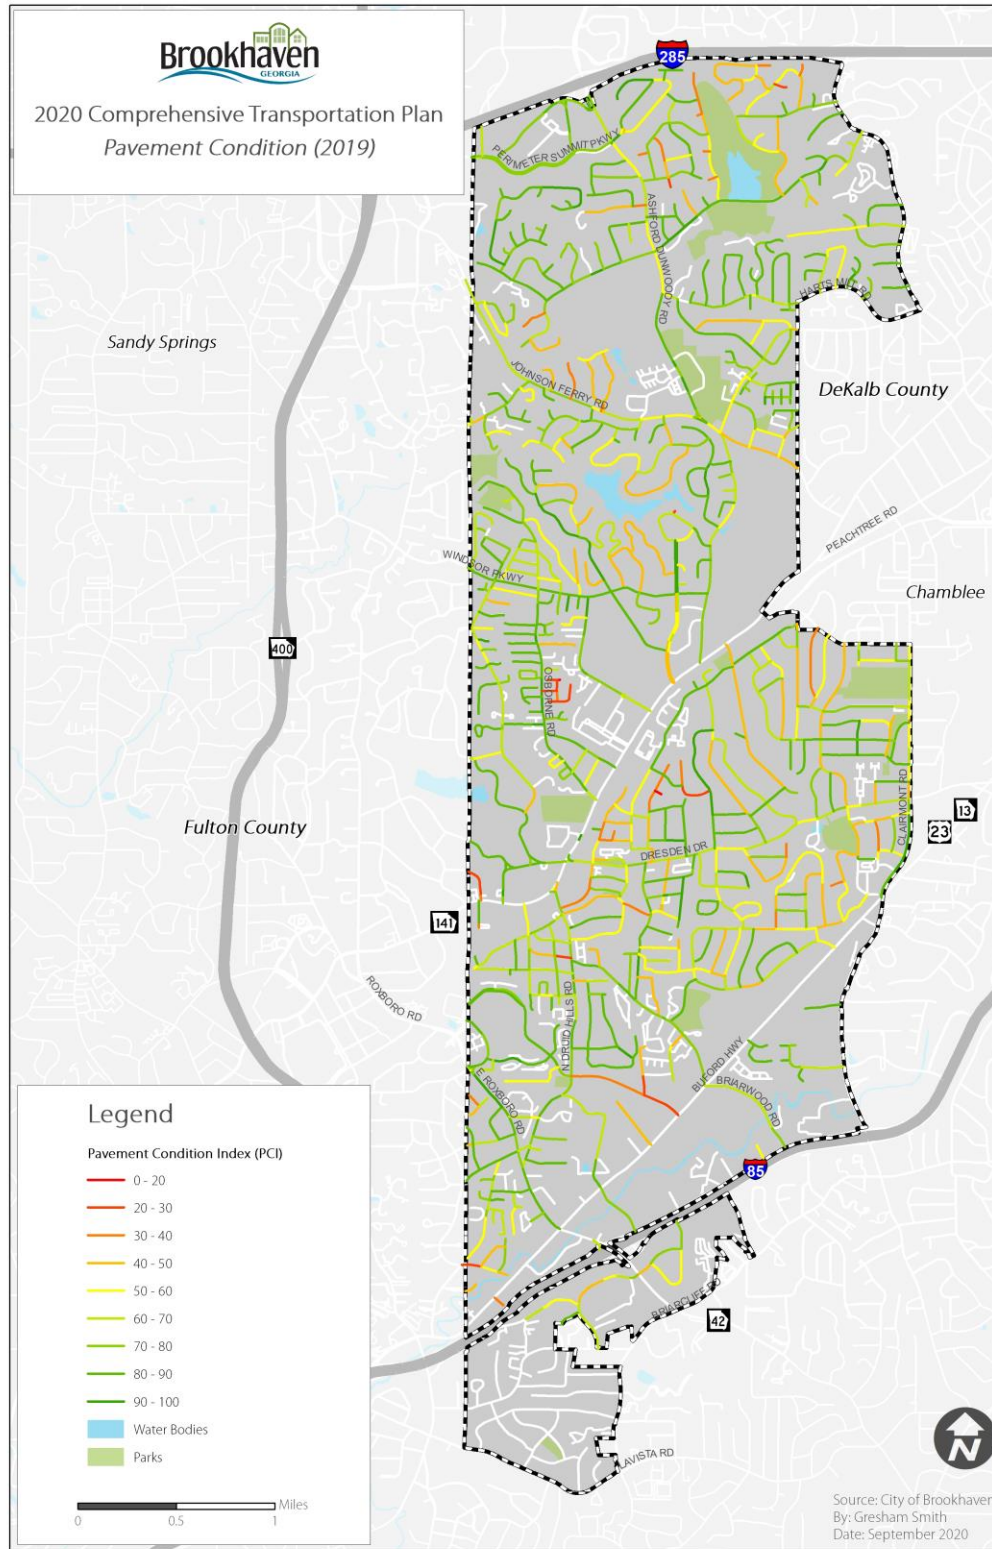 Brookhaven
GEORGIA
2020 Comprehensive Transportation Plan
Pavement Condition (2019)
285
PERIMETER SUMMIT PKWY
ASHFORD DUNWOODY RD
HARTS MILL RD
Sandy Springs
JOHNSON FERRY RD
DeKalb County
PEACHTREE RD
WINDSOR PKWY
Chamblee
400
OSBORNE RD
CLAIRMONT RD
13
23
Fulton County
DRESDEN DR
141
ROXBORO RD
N DRUID HILLS RD
BUFORD HWY
E ROXBORO RD
BRIARWOOD RD
85
BRIARCLIFF RD
42
LAVISTA RD
Legend
Pavement Condition Index (PCI)
0 - 20
20 - 30
30 - 40
40 - 50
50 - 60
60 - 70
70 - 80
80 - 90
90 - 100
Water Bodies
Parks
Miles
0 0.5 1
N
Source: City of Brookhaven
By: Gresham Smith
Date: September 2020